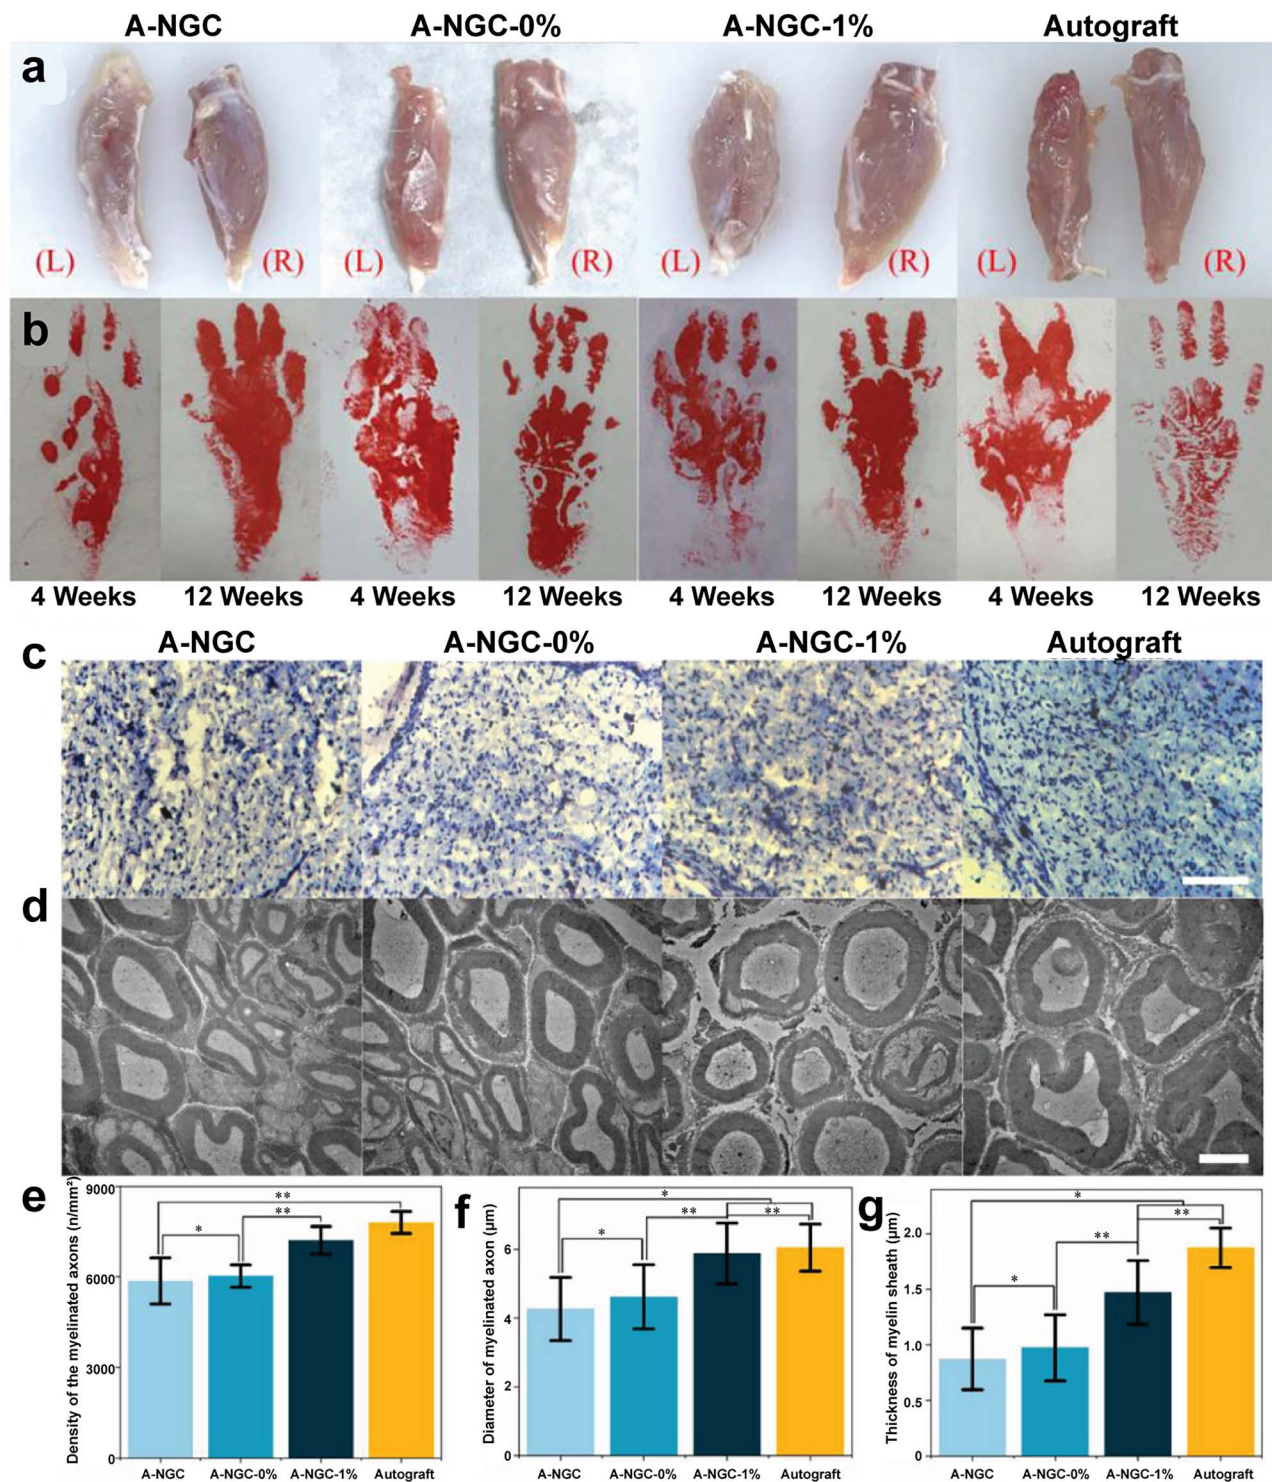 A-NGC A-NGC-0% A-NGC-1% Autograft
a
(L) (R) (L) (R) (L) (R) (L) (R)
b
4 Weeks 12 Weeks 4 Weeks 12 Weeks 4 Weeks 12 Weeks 4 Weeks 12 Weeks
A-NGC A-NGC-0% A-NGC-1% Autograft
c
d
e
Density of the myelinated axons (n/mm²)
9000
6000
3000
0
** 
**
*
A-NGC A-NGC-0% A-NGC-1% Autograft
f
Diameter of myelinated axon (μm)
6
4
2
0
*
** **
*
A-NGC A-NGC-0% A-NGC-1% Autograft
g
Thickness of myelin sheath (μm)
2.0
1.5
1.0
0.5
0
*
**
**
*
A-NGC A-NGC-0% A-NGC-1% Autograft